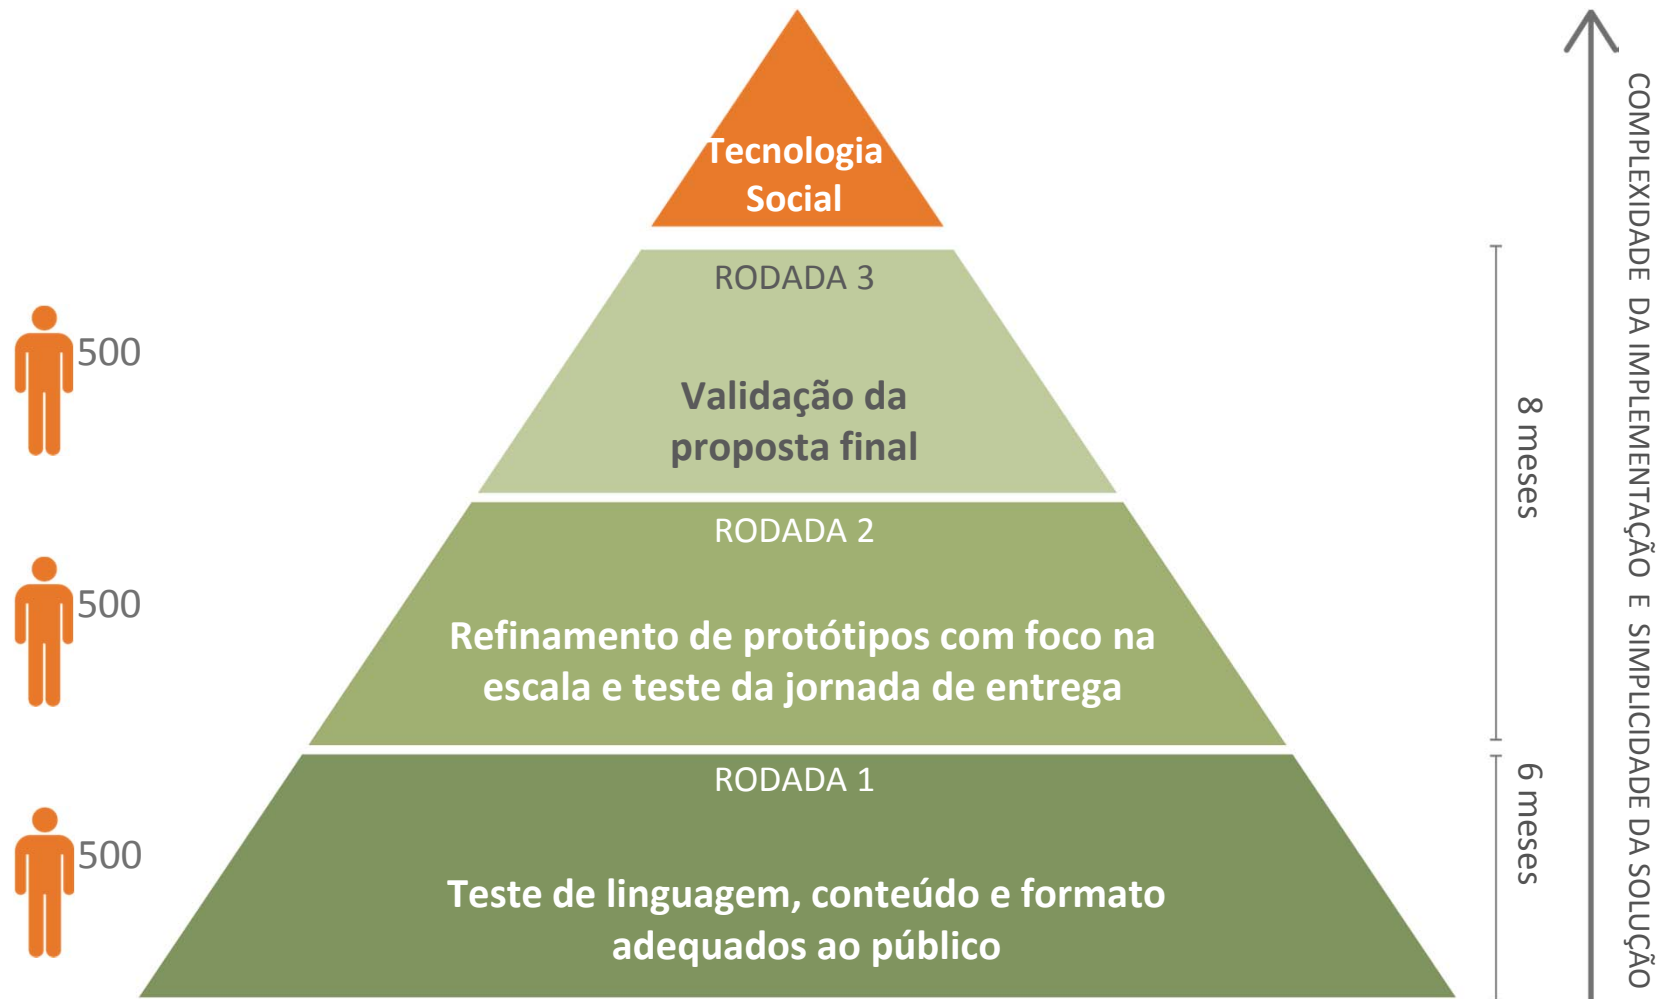 Tecnologia
Social
RODADA 3
500
Validação da
proposta final
RODADA 2
500
Refinamento de protótipos com foco na
escala e teste da jornada de entrega
RODADA 1
500
Teste de linguagem, conteúdo e formato
adequados ao público
8 meses
6 meses
COMPLEXIDADE DA IMPLEMENTAÇÃO E SIMPLICIDADE DA SOLUÇÃO